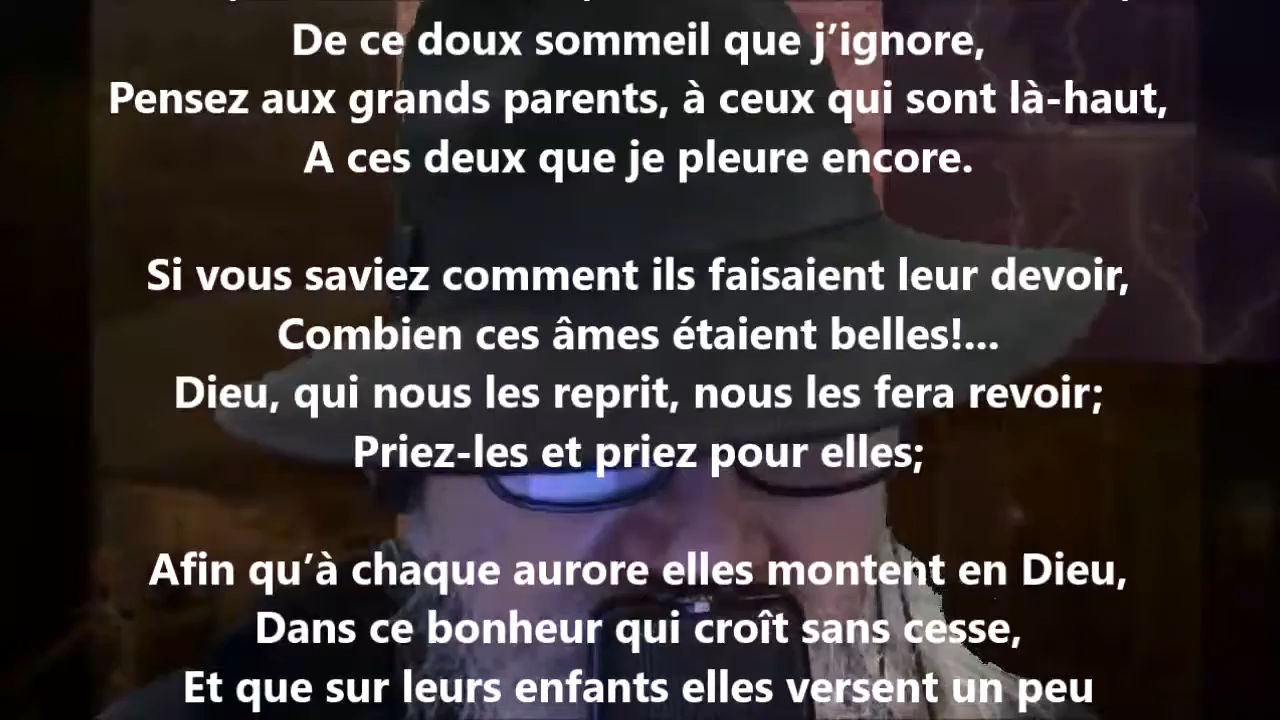 De ce doux sommeil que j’ignore,
Pensez aux grands parents, à ceux qui sont là-haut,
A ces deux que je pleure encore.
Si vous saviez comment ils faisaient leur devoir,
Combien ces âmes étaient belles!...
Dieu, qui nous les reprit, nous les fera revoir;
Priez-les et priez pour elles;
Afin qu’à chaque aurore elles montent en Dieu,
Dans ce bonheur qui croît sans cesse,
Et que sur leurs enfants elles versent un peu